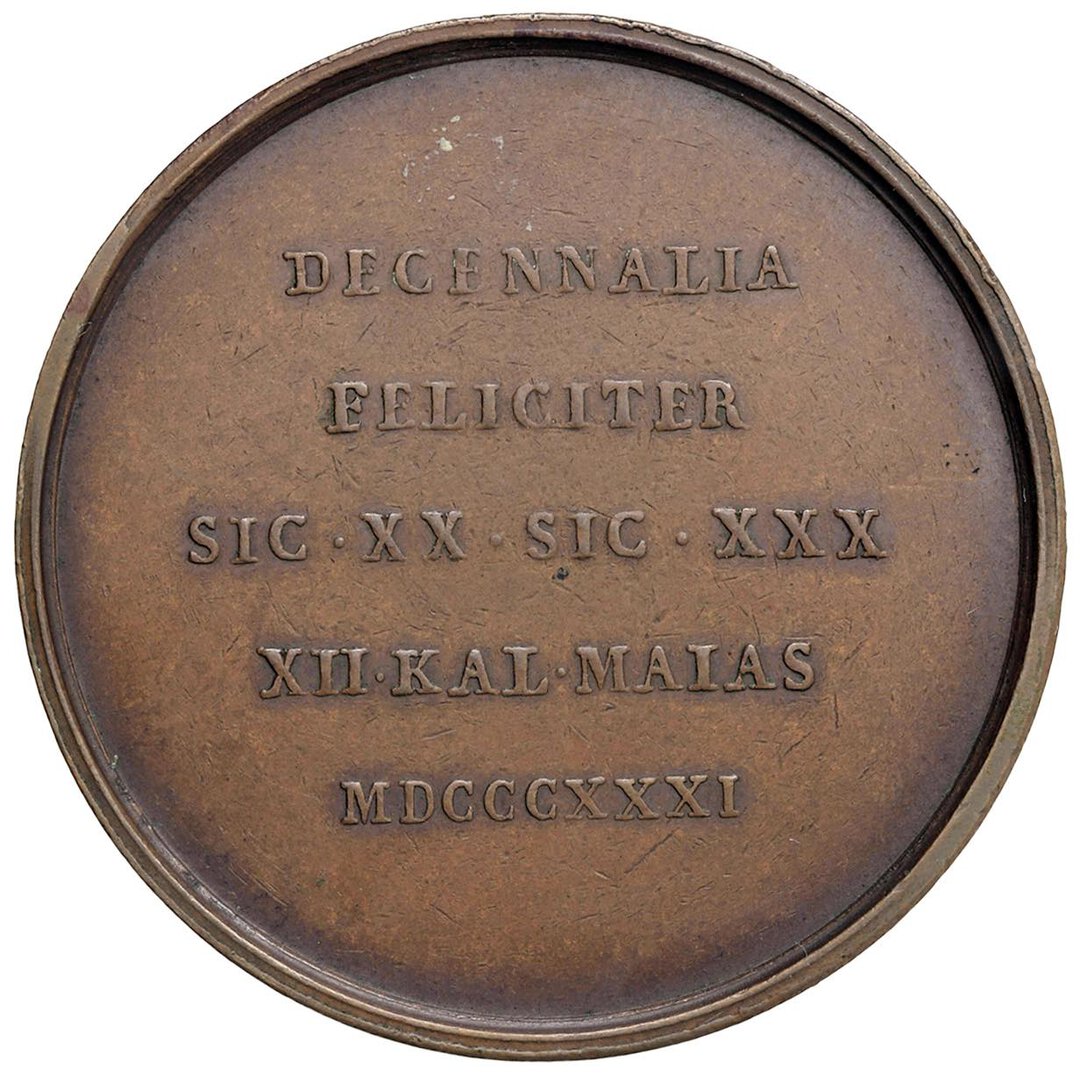 DECENNALIA
FELICITER
SIC · XX · SIC · XXX
XII · KAL · MAIAS
MDCCCXXXI